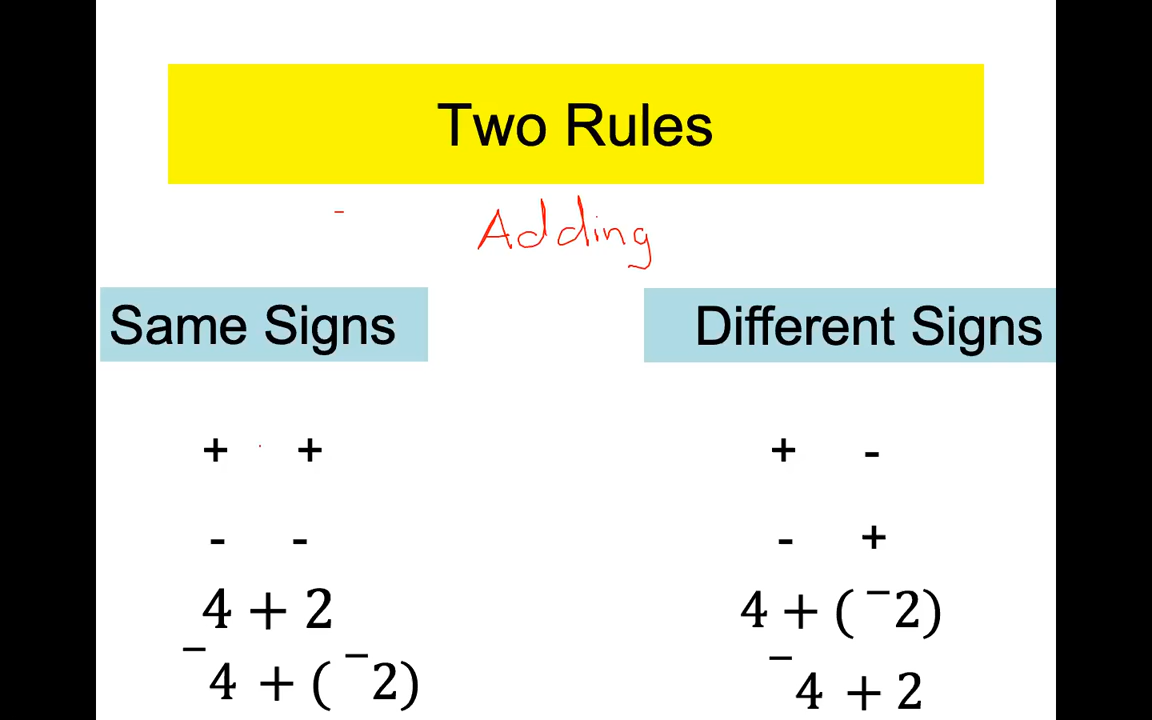 Two Rules
Adding
Same Signs
+ +
- -
4 + 2
⁻4 + (⁻2)
Different Signs
+ -
- +
4 + (⁻2)
⁻4 + 2